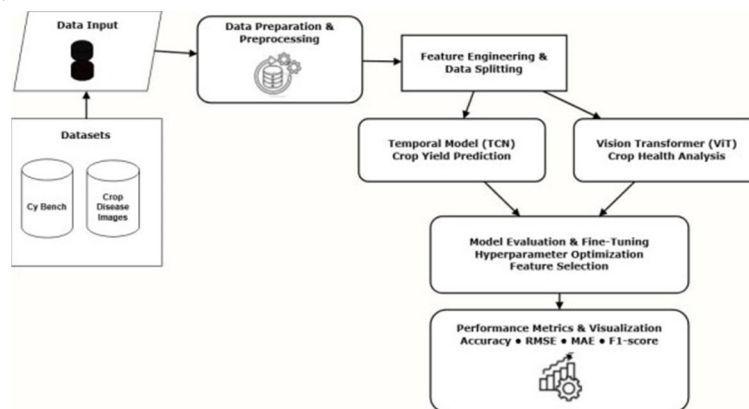 Data Input
Data Preparation &
Preprocessing
Feature Engineering &
Data Splitting
Datasets
Cy Bench
Crop
Disease
Images
Temporal Model (TCN)
Crop Yield Prediction
Vision Transformer (ViT)
Crop Health Analysis
Model Evaluation & Fine-Tuning
Hyperparameter Optimization
Feature Selection
Performance Metrics & Visualization
Accuracy ● RMSE ● MAE ● F1-score